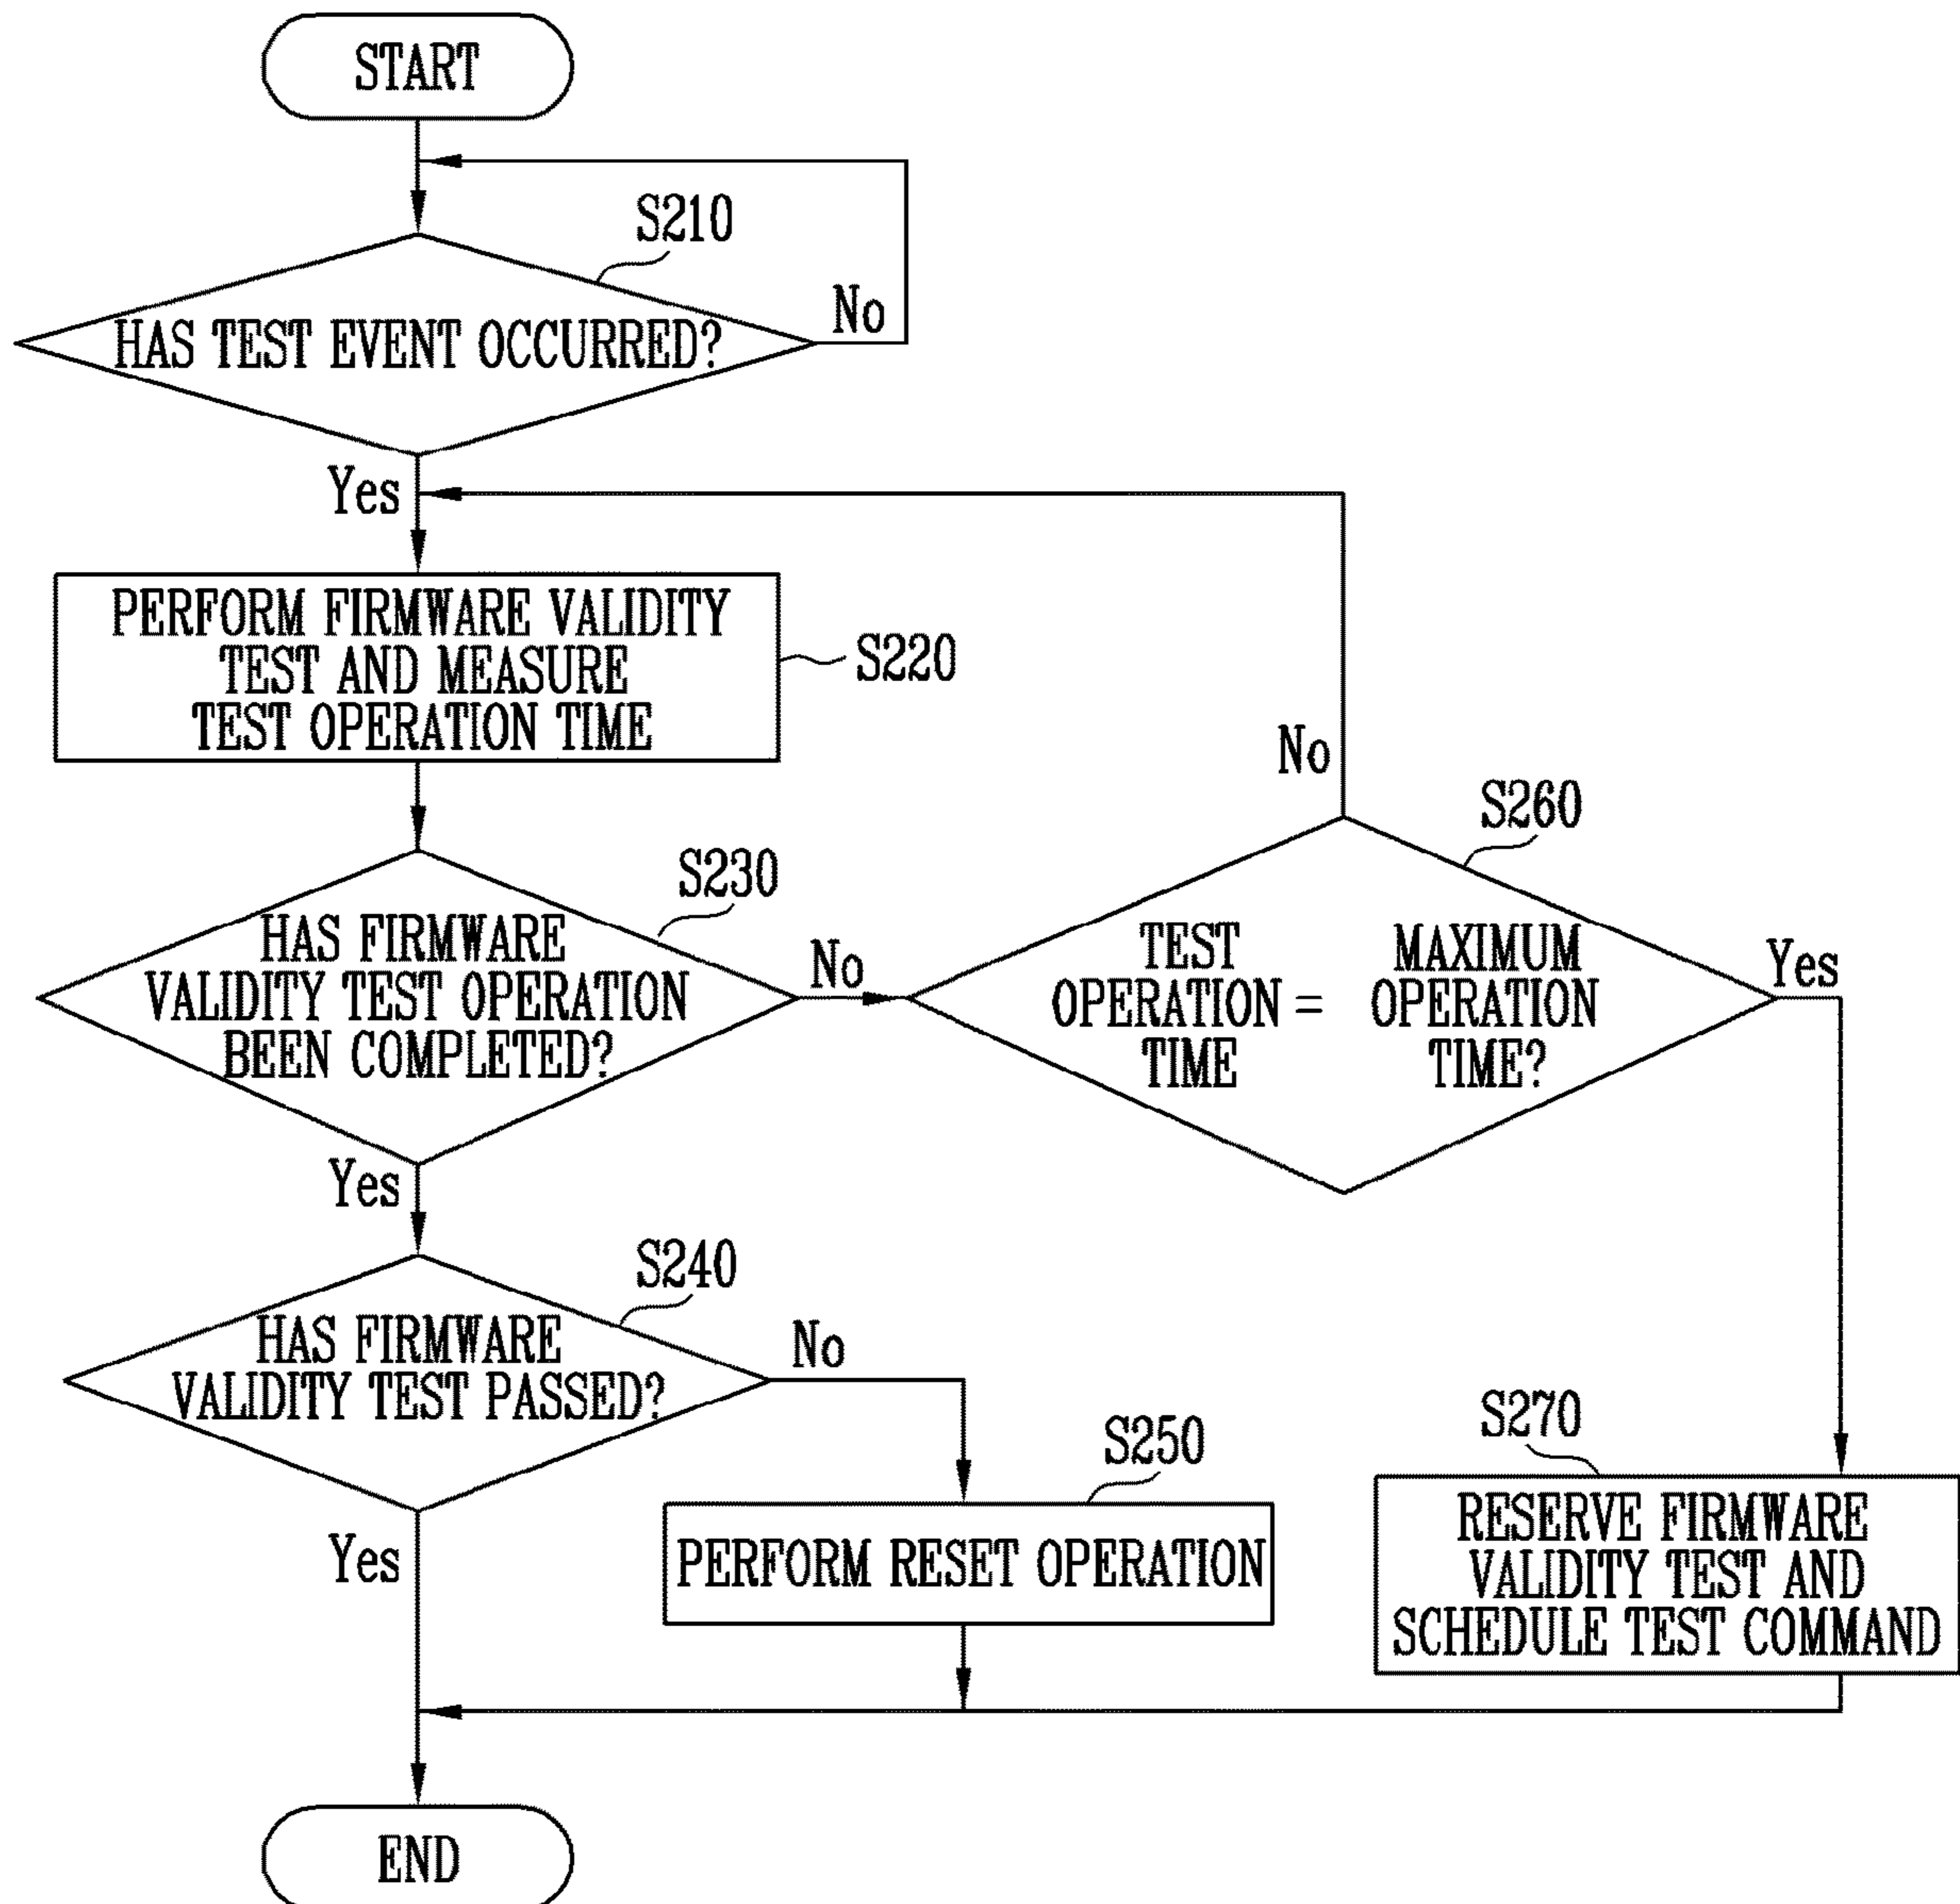 START
S210
HAS TEST EVENT OCCURRED?
No
Yes
PERFORM FIRMWARE VALIDITY
TEST AND MEASURE
TEST OPERATION TIME
S220
No
S260
S230
HAS FIRMWARE
VALIDITY TEST OPERATION
BEEN COMPLETED?
No
TEST
OPERATION
TIME
=
MAXIMUM
OPERATION
TIME?
Yes
Yes
S240
HAS FIRMWARE
VALIDITY TEST PASSED?
No
S250
PERFORM RESET OPERATION
S270
RESERVE FIRMWARE
VALIDITY TEST AND
SCHEDULE TEST COMMAND
Yes
END